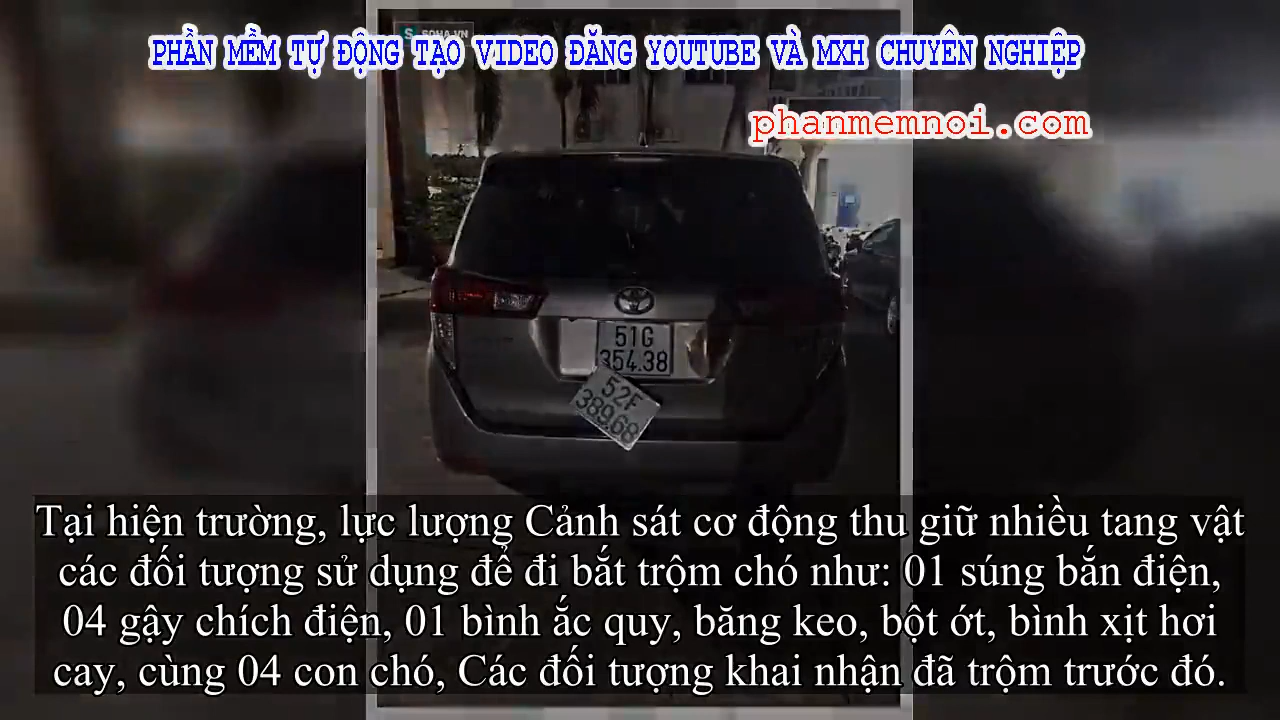 SOHA.VN
PHẦN MỀM TỰ ĐỘNG TẠO VIDEO ĐĂNG YOUTUBE VÀ MXH CHUYÊN NGHIỆP
phanmemnoi.com
51G
354.38
52F
389.68
Tại hiện trường, lực lượng Cảnh sát cơ động thu giữ nhiều tang vật
các đối tượng sử dụng để đi bắt trộm chó như: 01 súng bắn điện,
04 gậy chích điện, 01 bình ắc quy, băng keo, bột ớt, bình xịt hơi
cay, cùng 04 con chó, Các đối tượng khai nhận đã trộm trước đó.